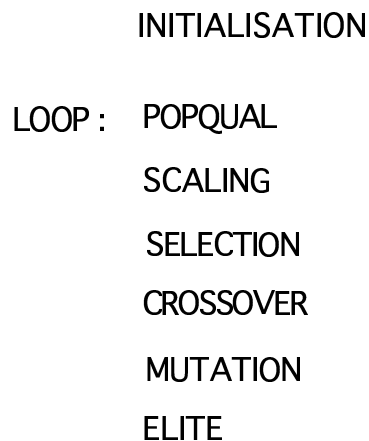 INITIALISATION
LOOP : POPQUAL
SCALING
SELECTION
CROSSOVER
MUTATION
ELITE